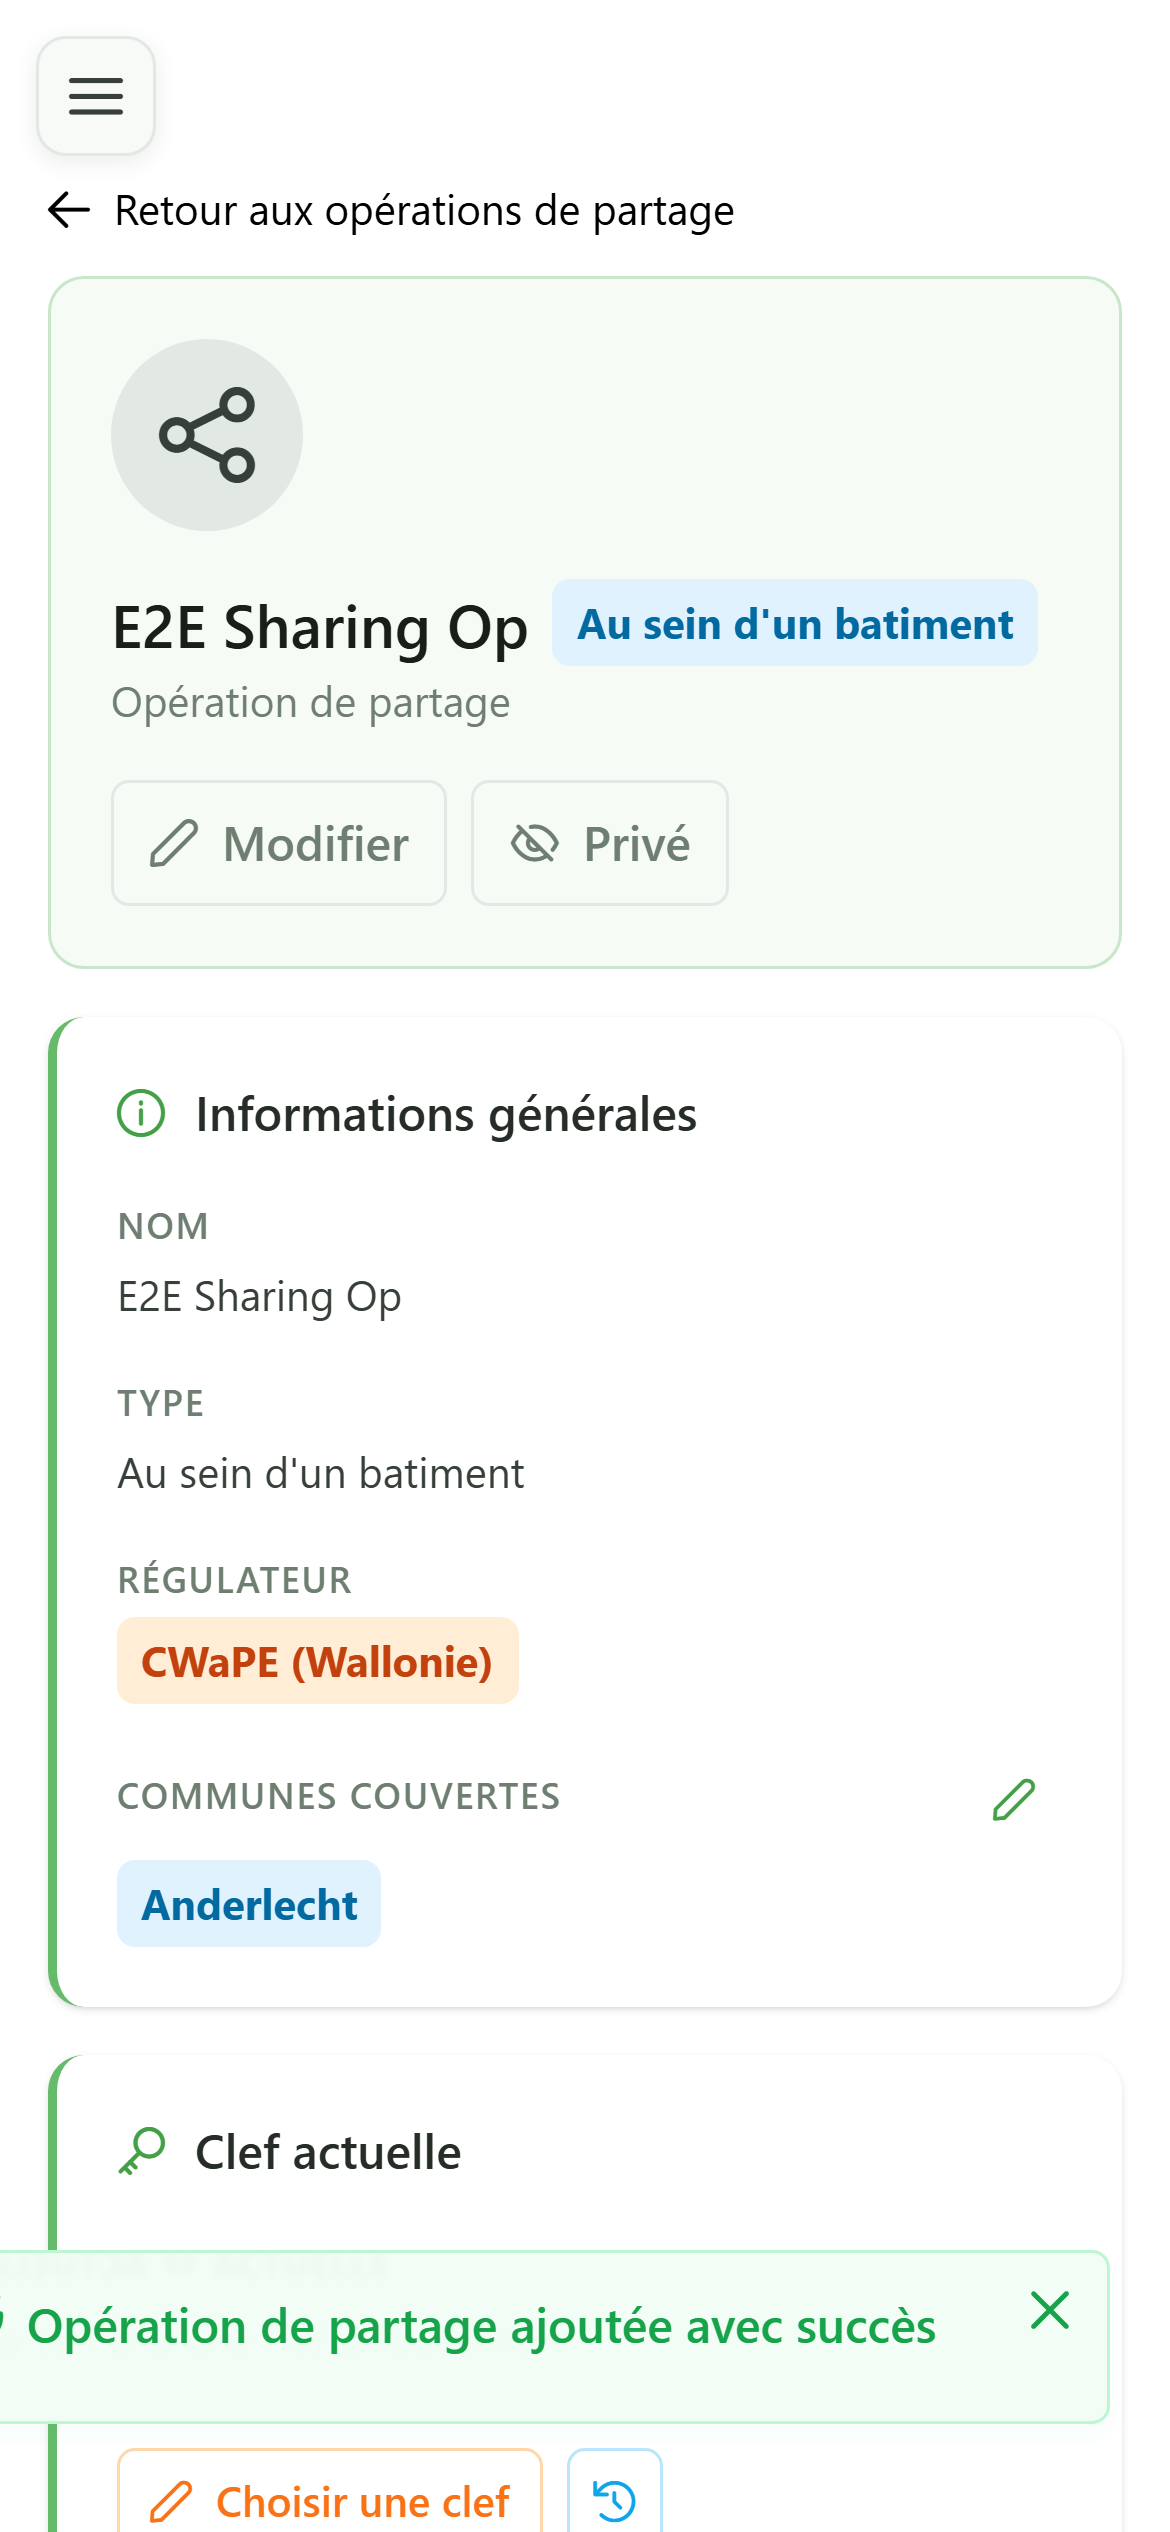 Retour aux opérations de partage
E2E Sharing Op
Au sein d'un batiment
Opération de partage
Modifier
Privé
Informations générales
NOM
E2E Sharing Op
TYPE
Au sein d'un batiment
RÉGULATEUR
CWaPE (Wallonie)
COMMUNES COUVERTES
Anderlecht
Clef actuelle
Opération de partage ajoutée avec succès
Choisir une clef